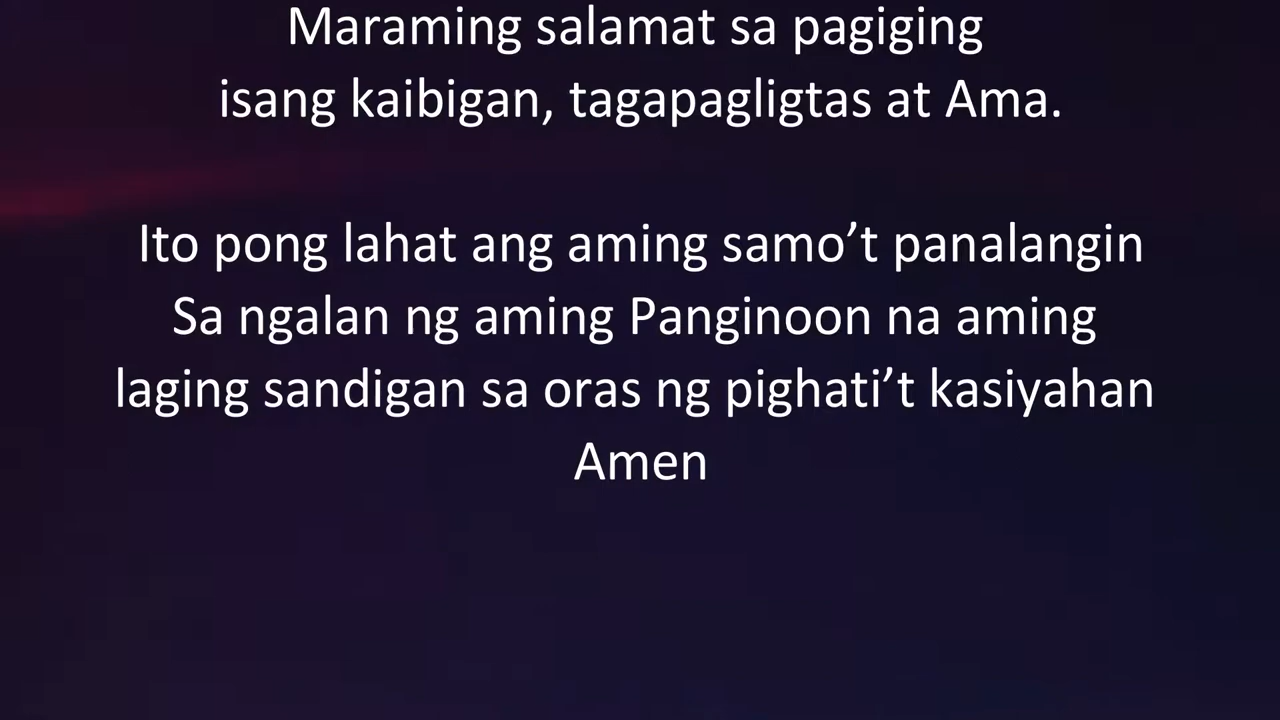 Maraming salamat sa pagiging
isang kaibigan, tagapagligtas at Ama.
Ito pong lahat ang aming samo’t panalangin
Sa ngalan ng aming Panginoon na aming
laging sandigan sa oras ng pighati’t kasiyahan
Amen